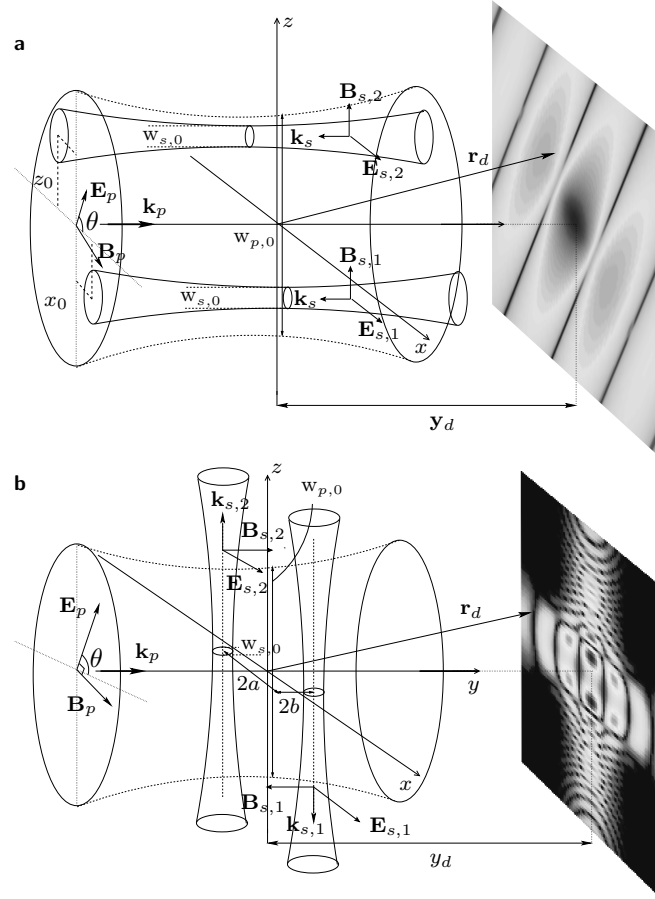 a
z
B_{s,2}
w_{s,0}
k_s
r_d
E_{s,2}
z_0
E_p
θ
k_p
w_{p,0}
B_p
B_{s,1}
x_0
w_{s,0}
k_s
E_{s,1}
x
y_d
b
z
w_{p,0}
k_{s,2}
B_{s,2}
E_{s,2}
E_p
r_d
w_{s,0}
θ
k_p
2a
y
B_p
2b
x
B_{s,1}
k_{s,1}
E_{s,1}
y_d